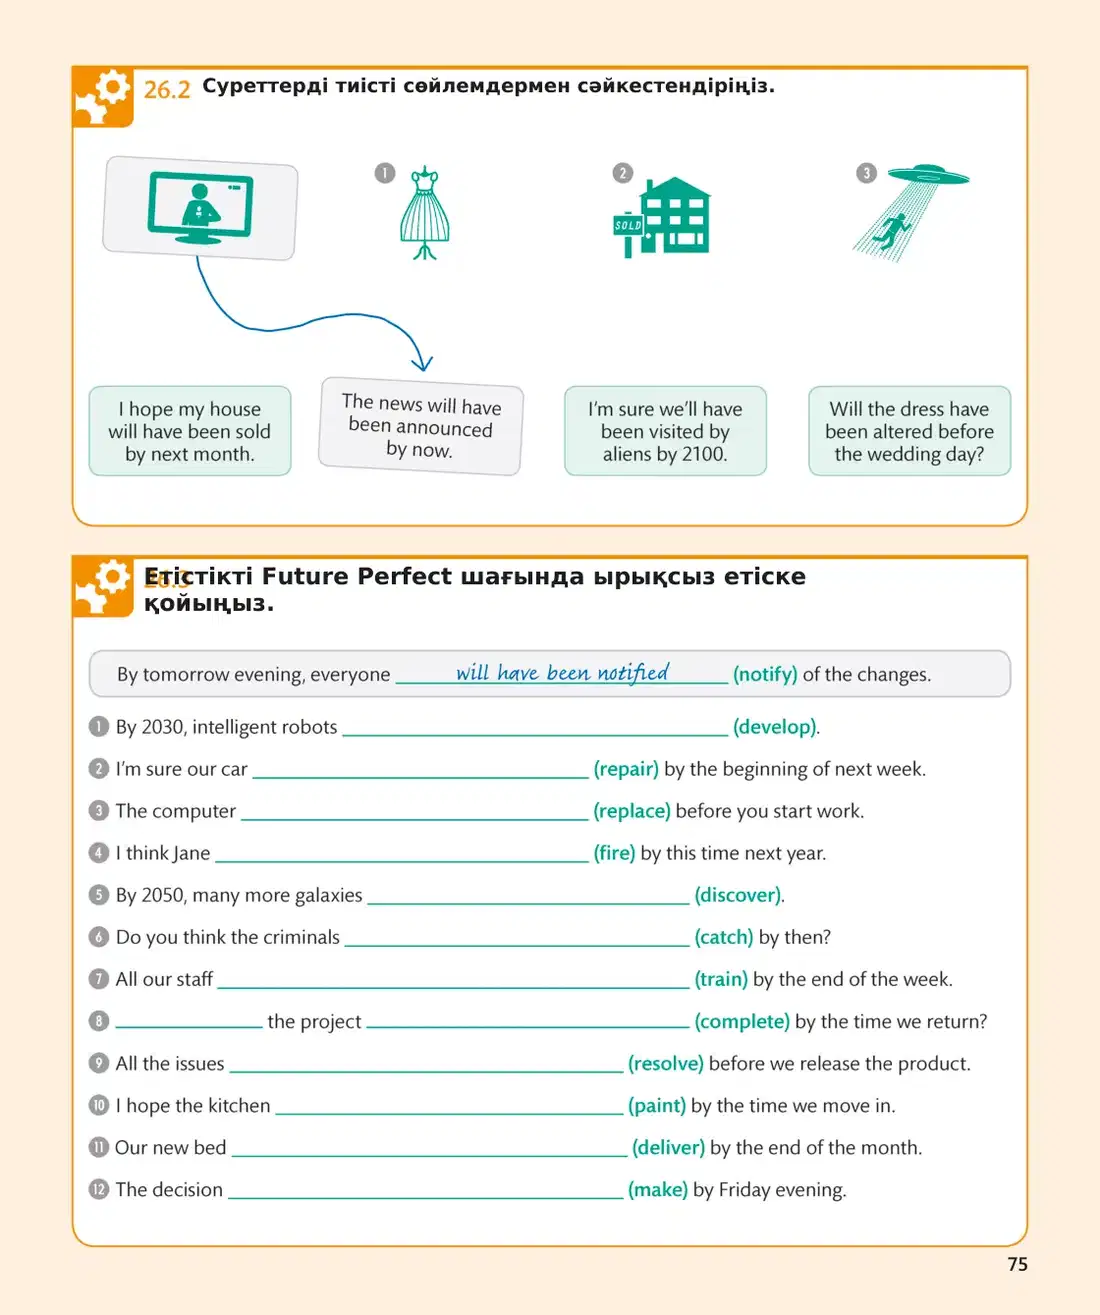 26.2 Суреттерді тиісті сөйлемдермен сәйкестендіріңіз.
1
2
3
SOLD
I hope my house
will have been sold
by next month.
The news will have
been announced
by now.
I'm sure we'll have
been visited by
aliens by 2100.
Will the dress have
been altered before
the wedding day?
Етістікті Future Perfect шағында ырықсыз етіске
қойыңыз.
By tomorrow evening, everyone will have been notified (notify) of the changes.
1 By 2030, intelligent robots (develop).
2 I'm sure our car (repair) by the beginning of next week.
3 The computer (replace) before you start work.
4 I think Jane (fire) by this time next year.
5 By 2050, many more galaxies (discover).
6 Do you think the criminals (catch) by then?
7 All our staff (train) by the end of the week.
8 the project (complete) by the time we return?
9 All the issues (resolve) before we release the product.
10 I hope the kitchen (paint) by the time we move in.
11 Our new bed (deliver) by the end of the month.
12 The decision (make) by Friday evening.
75